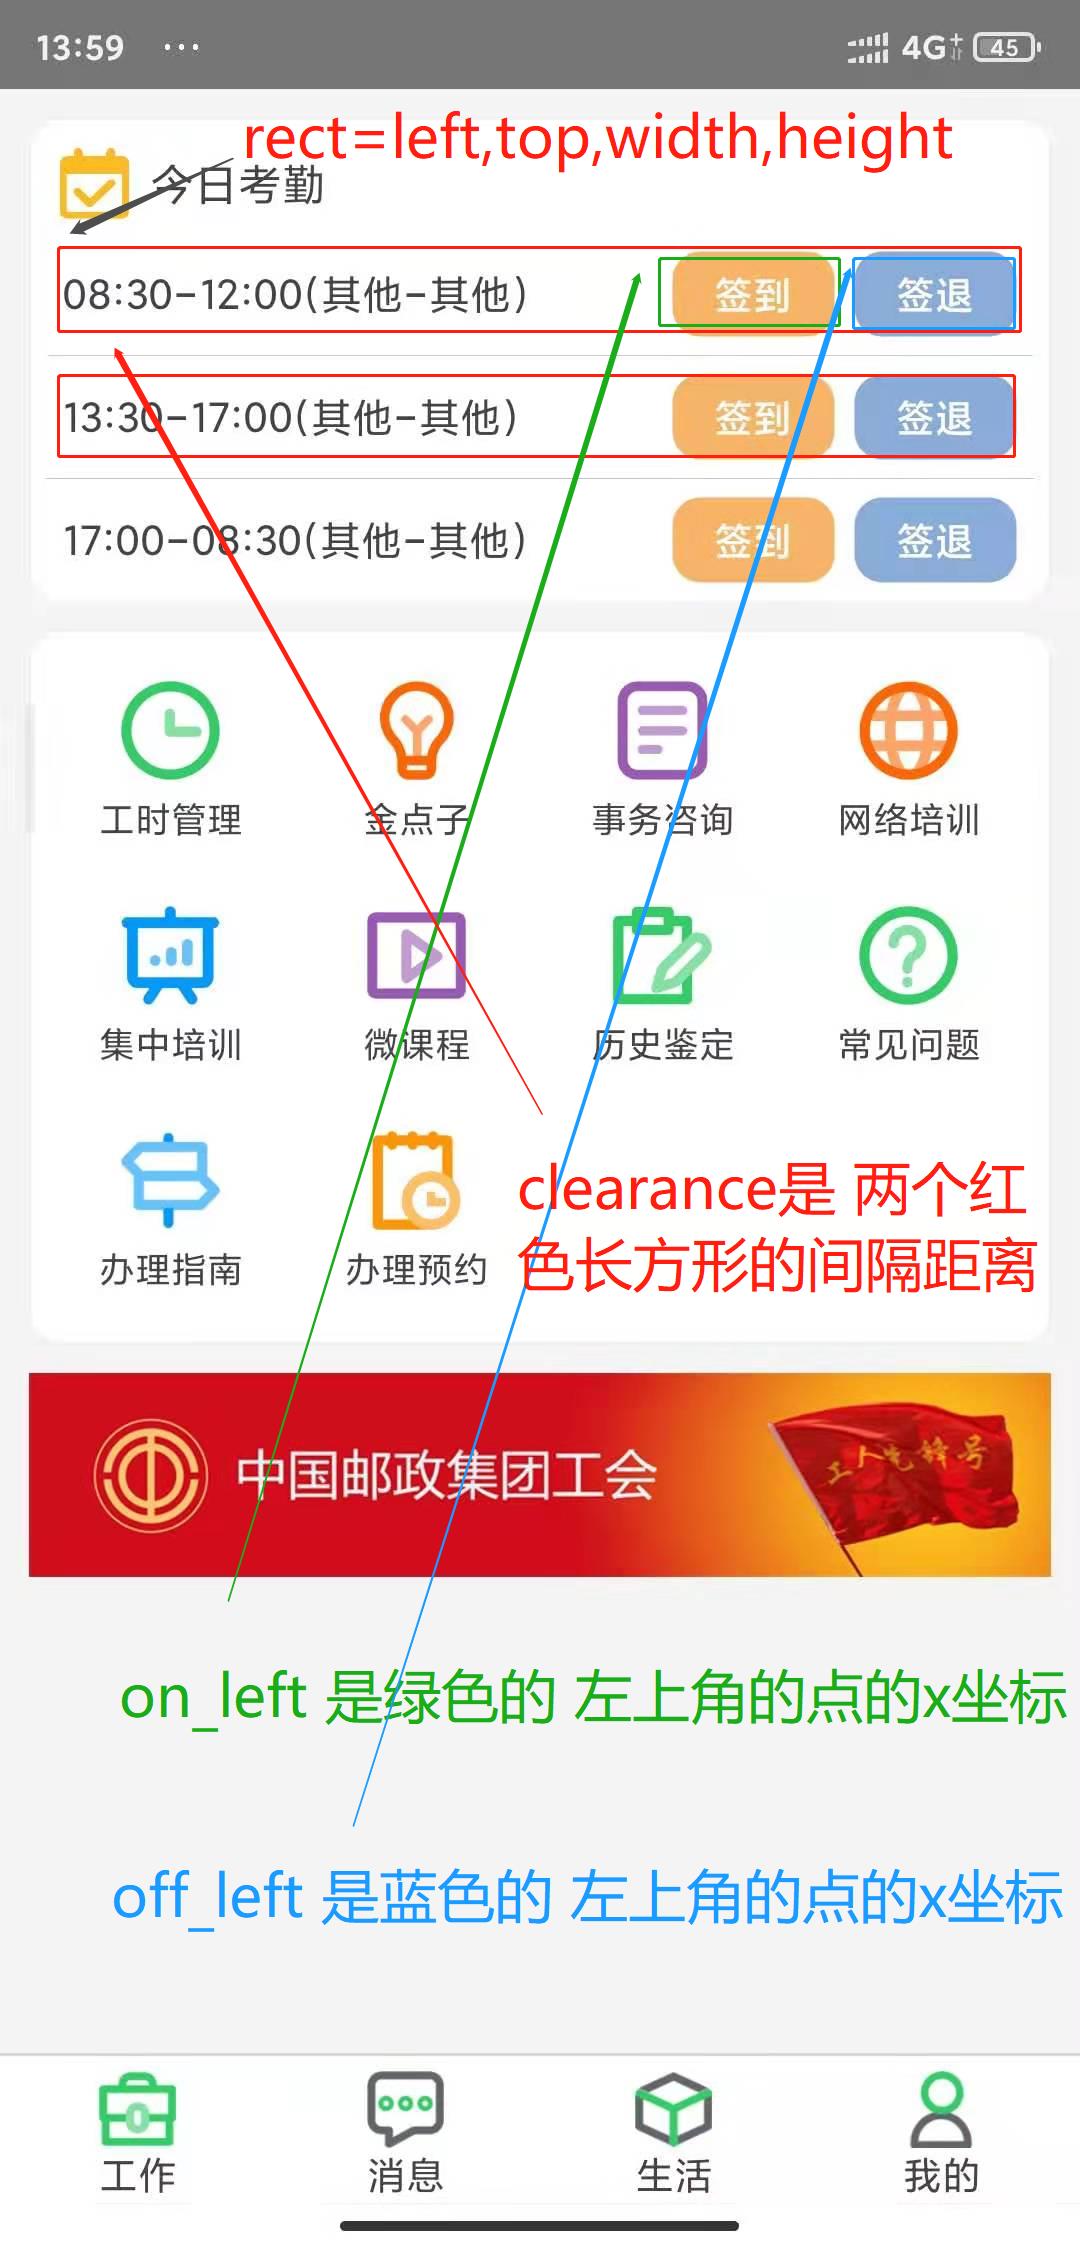 13:59 ... 4G+ 45
rect=left,top,width,height
今日考勤
08:30-12:00(其他-其他) 签到 签退
13:30-17:00(其他-其他) 签到 签退
17:00-08:30(其他-其他) 签到 签退
工时管理 金点子 事务咨询 网络培训
集中培训 微课程 历史鉴定 常见问题
办理指南 办理预约
clearance是 两个红
色长方形的间隔距离
中国邮政集团工会
工人先锋号
on_left 是绿色的 左上角的点的x坐标
off_left 是蓝色的 左上角的点的x坐标
工作 消息 生活 我的